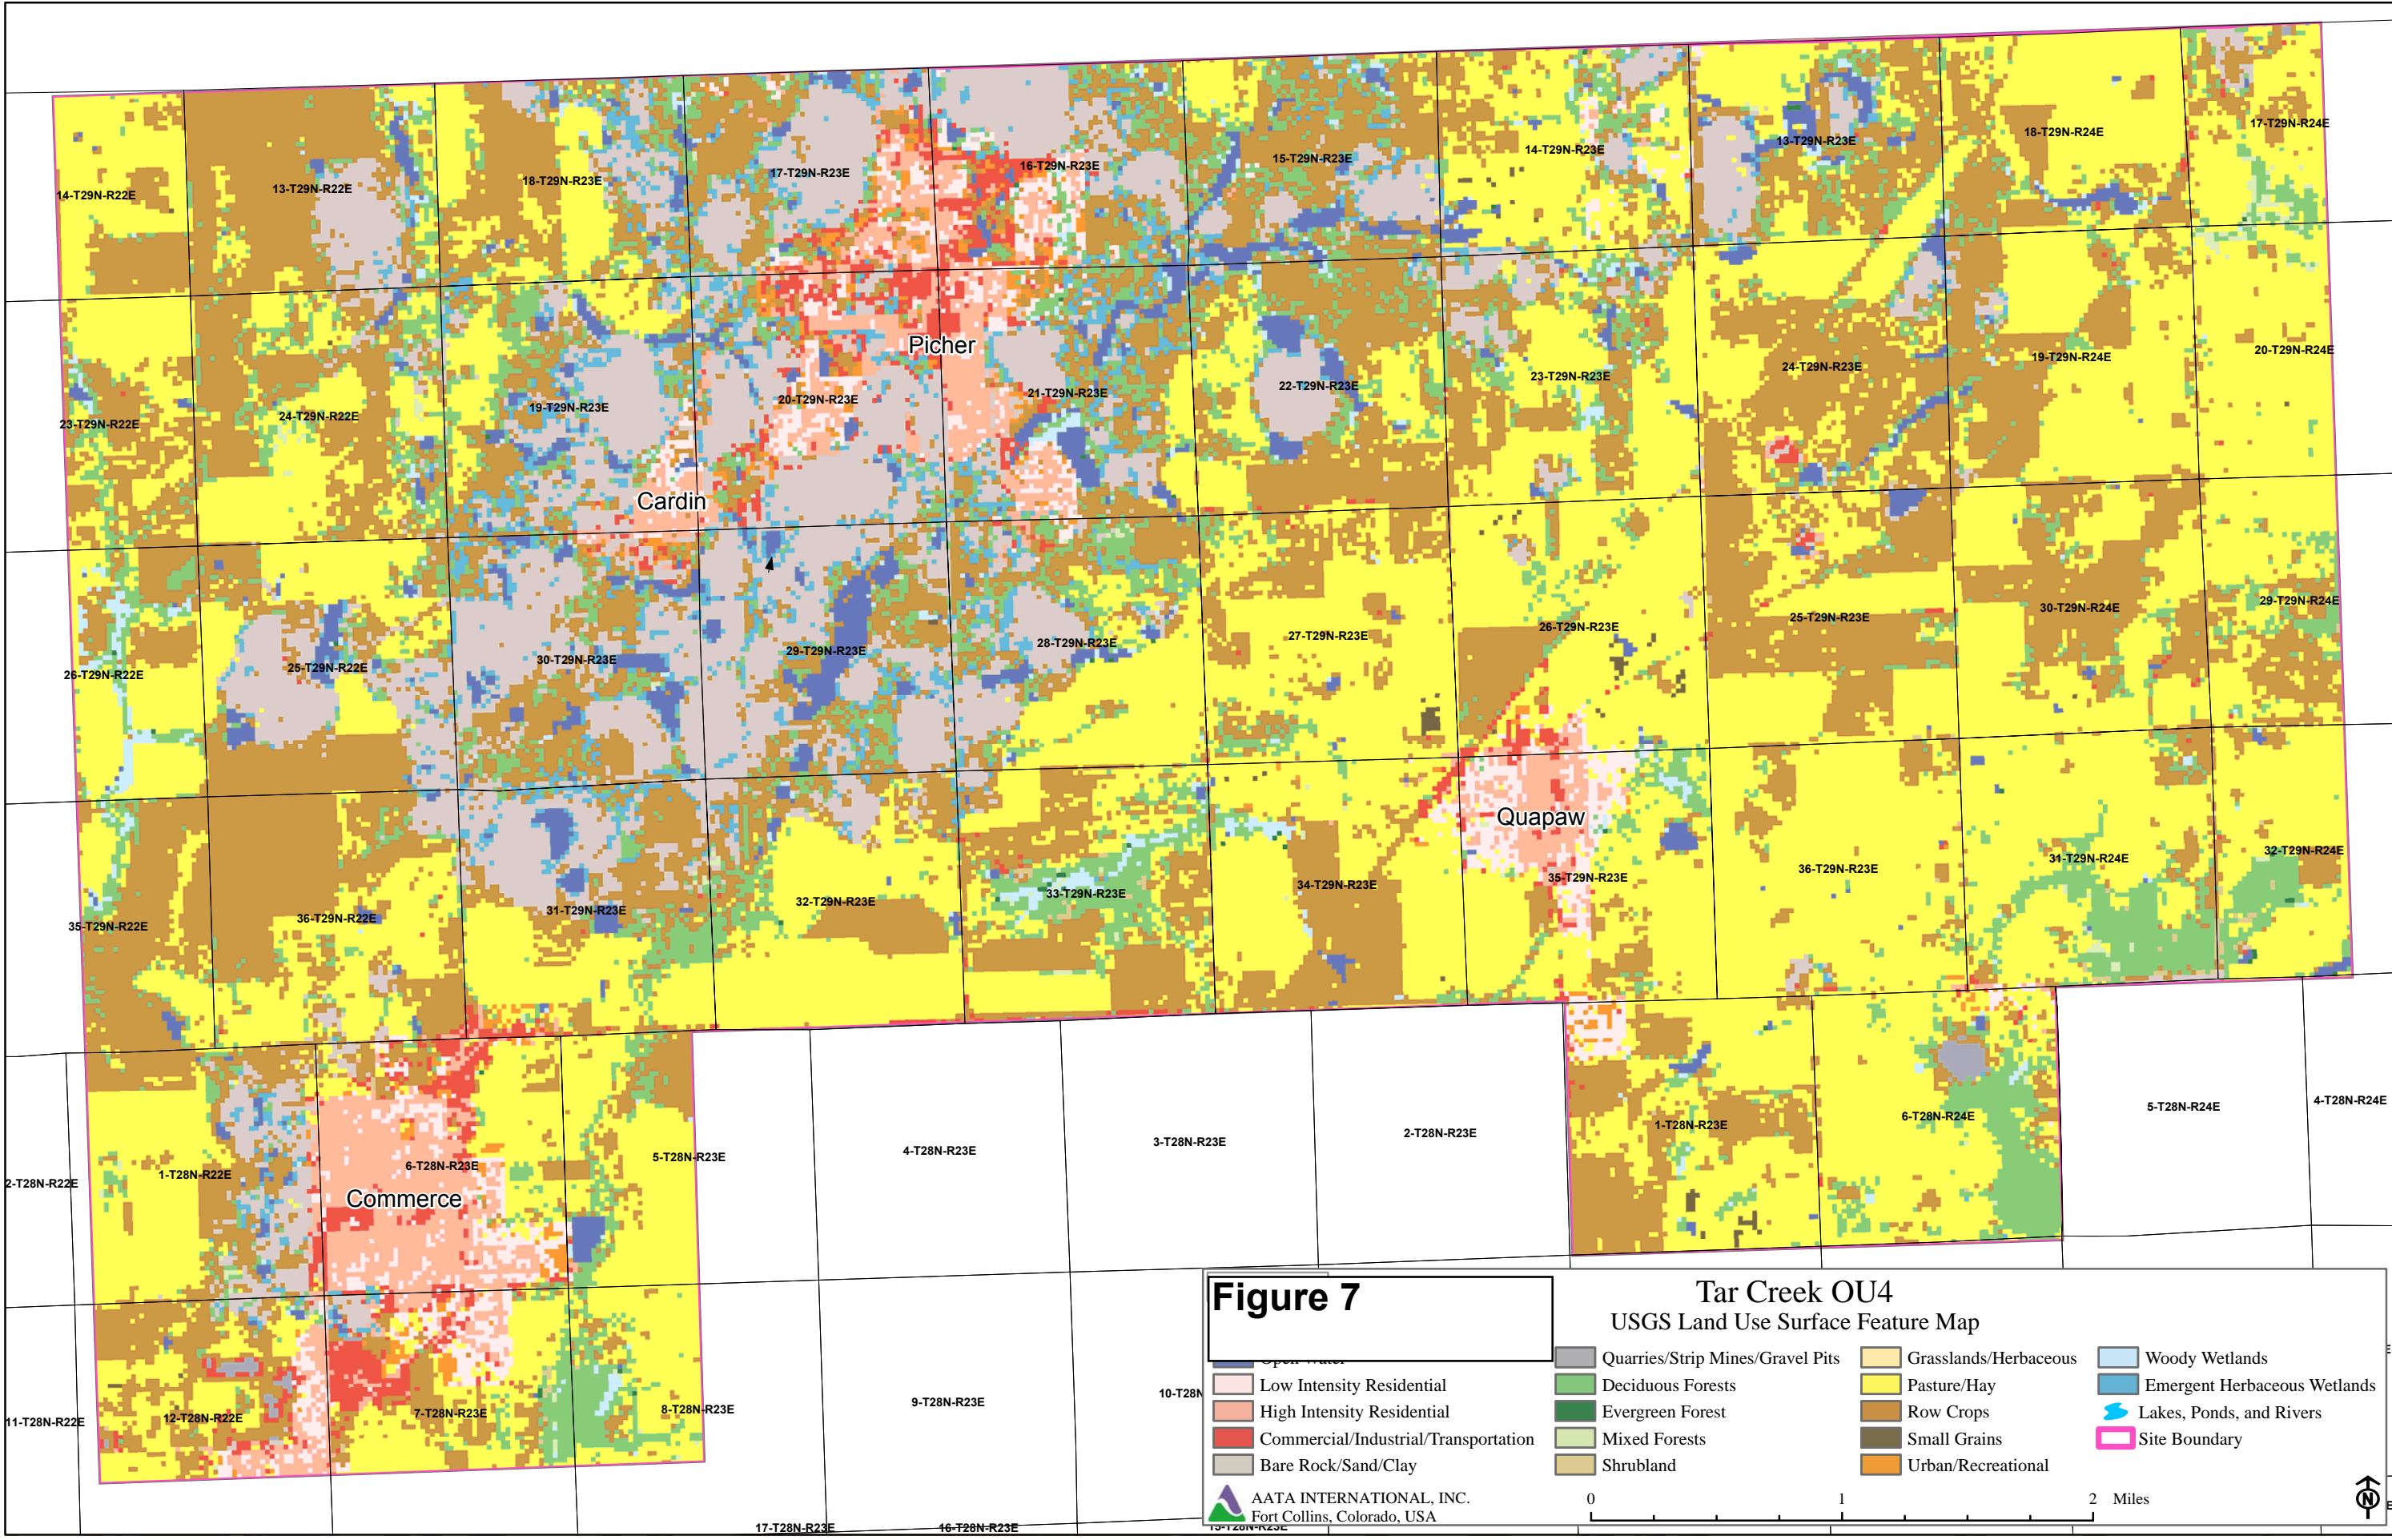 17-T29N-R24E
18-T29N-R24E
13-T29N-R23E
14-T29N-R23E
15-T29N-R23E
16-T29N-R23E
17-T29N-R23E
18-T29N-R23E
13-T29N-R22E
14-T29N-R22E
Picher
20-T29N-R24E
19-T29N-R24E
24-T29N-R23E
23-T29N-R23E
22-T29N-R23E
21-T29N-R23E
20-T29N-R23E
19-T29N-R23E
24-T29N-R22E
23-T29N-R22E
Cardin
29-T29N-R24E
30-T29N-R24E
25-T29N-R23E
26-T29N-R23E
27-T29N-R23E
28-T29N-R23E
29-T29N-R23E
30-T29N-R23E
25-T29N-R22E
26-T29N-R22E
Quapaw
32-T29N-R24E
31-T29N-R24E
36-T29N-R23E
35-T29N-R23E
34-T29N-R23E
33-T29N-R23E
32-T29N-R23E
31-T29N-R23E
36-T29N-R22E
35-T29N-R22E
4-T28N-R24E
5-T28N-R24E
6-T28N-R24E
1-T28N-R23E
2-T28N-R23E
3-T28N-R23E
4-T28N-R23E
5-T28N-R23E
6-T28N-R23E
1-T28N-R22E
2-T28N-R22E
Commerce
9-T28N-R23E
10-T28N
8-T28N-R23E
7-T28N-R23E
12-T28N-R22E
11-T28N-R22E
17-T28N-R23E
16-T28N-R23E
15-T28N-R23E
Figure 7
Tar Creek OU4
USGS Land Use Surface Feature Map
Open Water
Low Intensity Residential
High Intensity Residential
Commercial/Industrial/Transportation
Bare Rock/Sand/Clay
Quarries/Strip Mines/Gravel Pits
Deciduous Forests
Evergreen Forest
Mixed Forests
Shrubland
Grasslands/Herbaceous
Pasture/Hay
Row Crops
Small Grains
Urban/Recreational
Woody Wetlands
Emergent Herbaceous Wetlands
Lakes, Ponds, and Rivers
Site Boundary
AATA INTERNATIONAL, INC.
Fort Collins, Colorado, USA
0 1 2 Miles
N